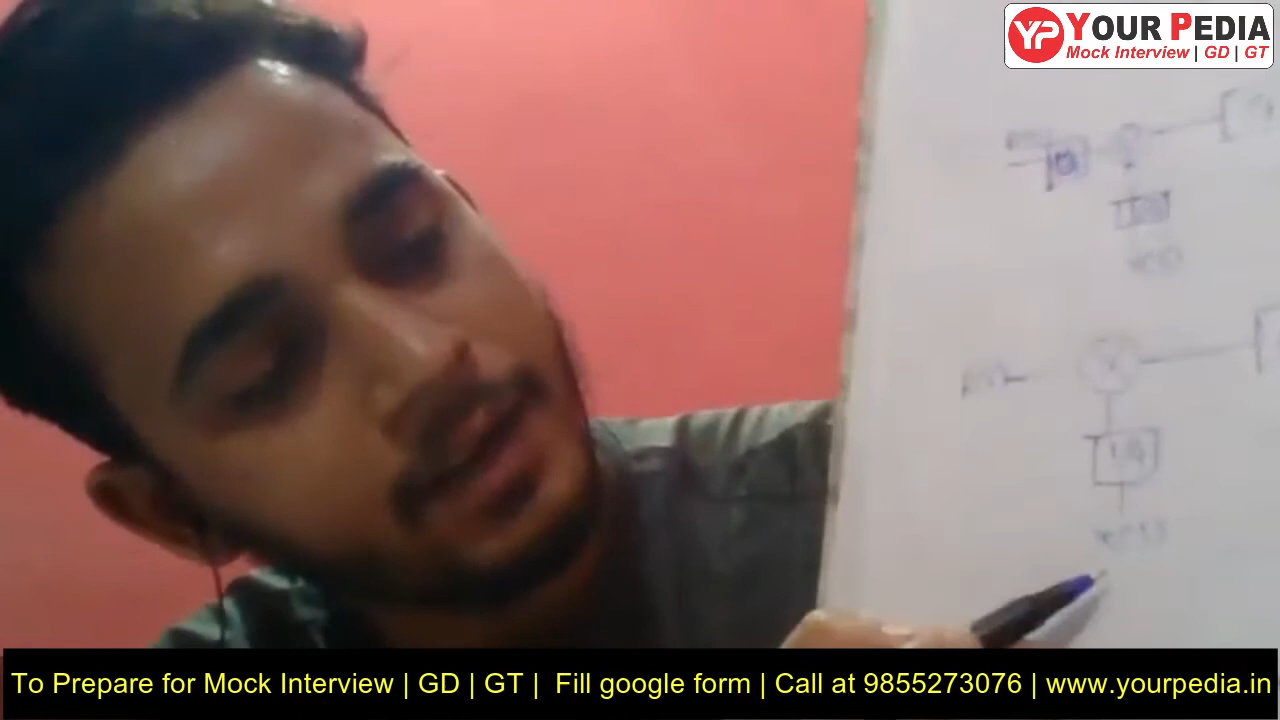 YP YOUR PEDIA
Mock Interview | GD | GT
To Prepare for Mock Interview | GD | GT | Fill google form | Call at 9855273076 | www.yourpedia.in